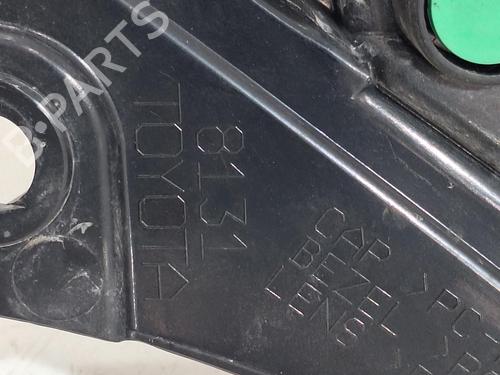 B-PARTS
8131
TOYOTA
CAP >PC
BEZEL
LENS